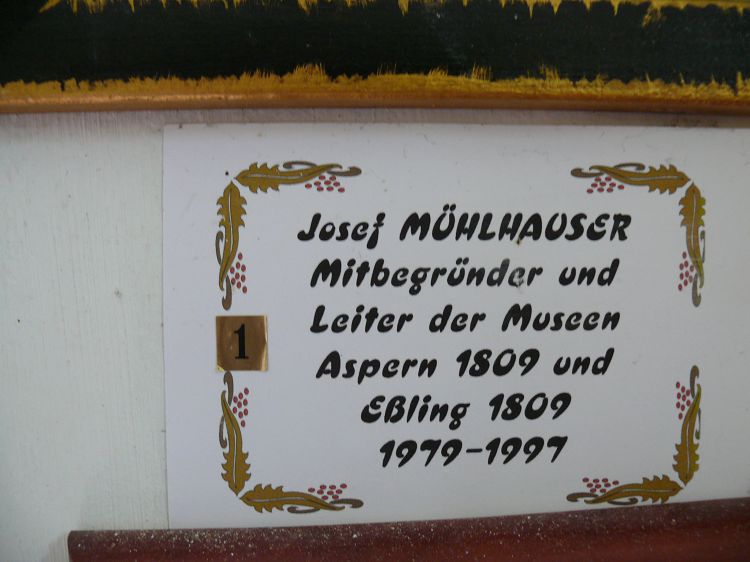 Josef MÜHLHAUSER
Mitbegründer und
Leiter der Museen
1
Aspern 1809 und
Eßling 1809
1979-1997